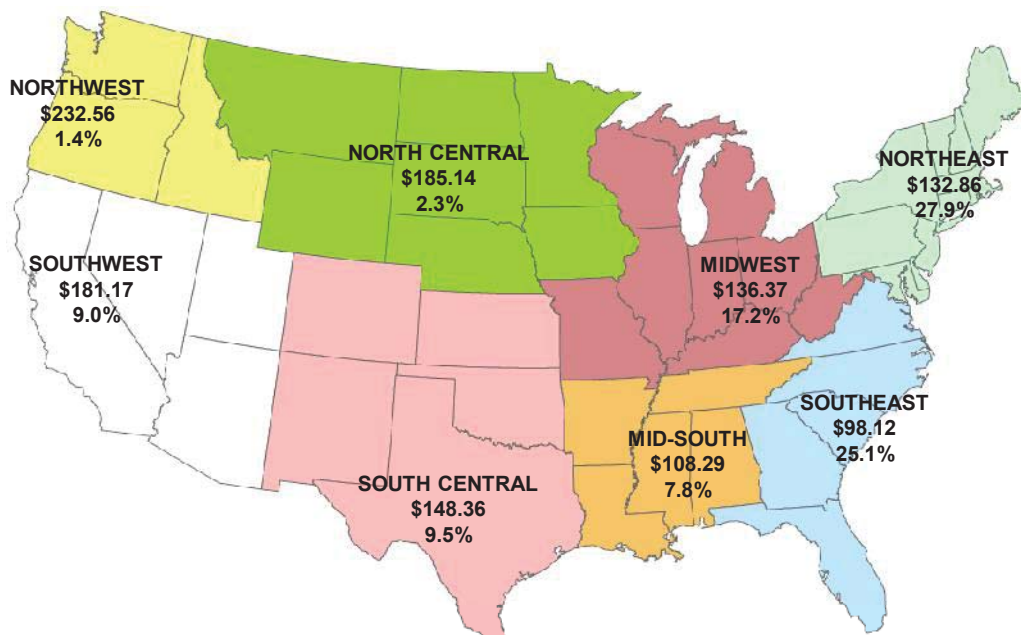 NORTHWEST
$232.56
1.4%
NORTH CENTRAL
$185.14
2.3%
NORTHEAST
$132.86
27.9%
SOUTHWEST
$181.17
9.0%
MIDWEST
$136.37
17.2%
SOUTHEAST
$98.12
25.1%
MID-SOUTH
$108.29
7.8%
SOUTH CENTRAL
$148.36
9.5%